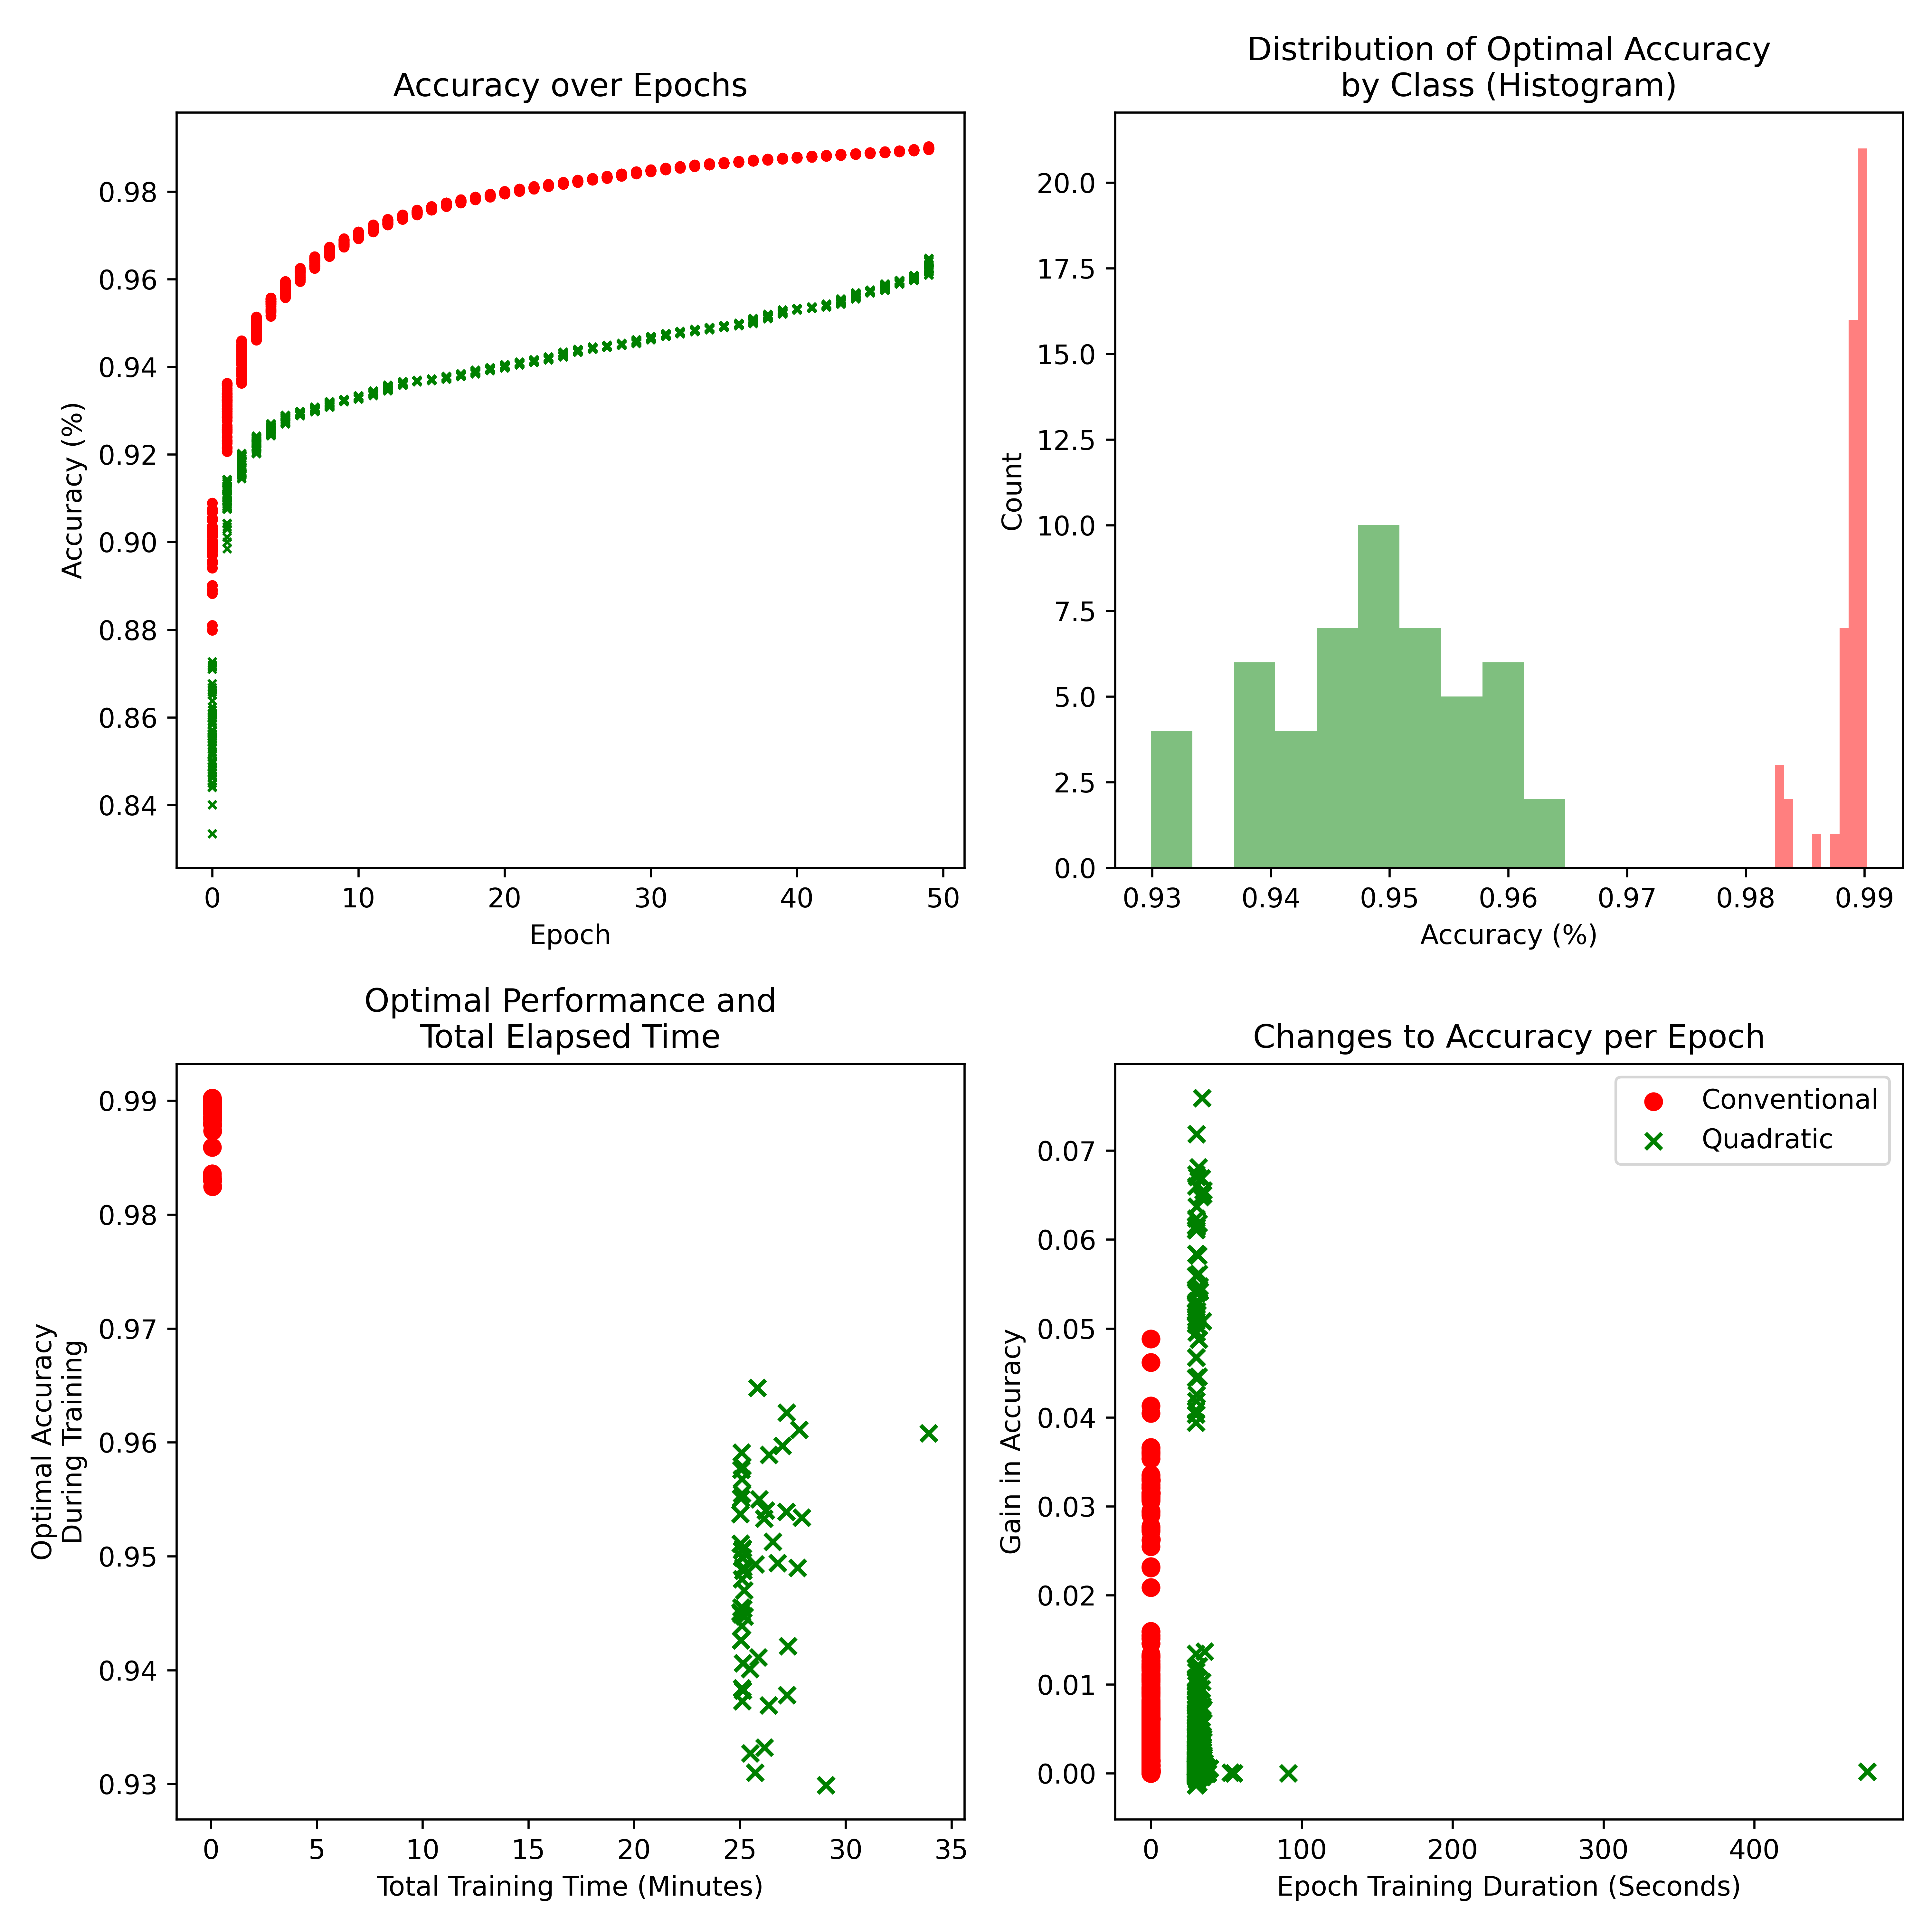 Accuracy over Epochs
0.98
0.96
0.94
0.92
0.90
0.88
0.86
0.84
Accuracy (%)
0 10 20 30 40 50
Epoch
Distribution of Optimal Accuracy
by Class (Histogram)
20.0
17.5
15.0
12.5
10.0
7.5
5.0
2.5
0.0
Count
0.93 0.94 0.95 0.96 0.97 0.98 0.99
Accuracy (%)
Optimal Performance and
Total Elapsed Time
0.99
0.98
0.97
0.96
0.95
0.94
0.93
Optimal Accuracy
During Training
0 5 10 15 20 25 30 35
Total Training Time (Minutes)
Changes to Accuracy per Epoch
Conventional
Quadratic
0.07
0.06
0.05
0.04
0.03
0.02
0.01
0.00
Gain in Accuracy
0 100 200 300 400
Epoch Training Duration (Seconds)